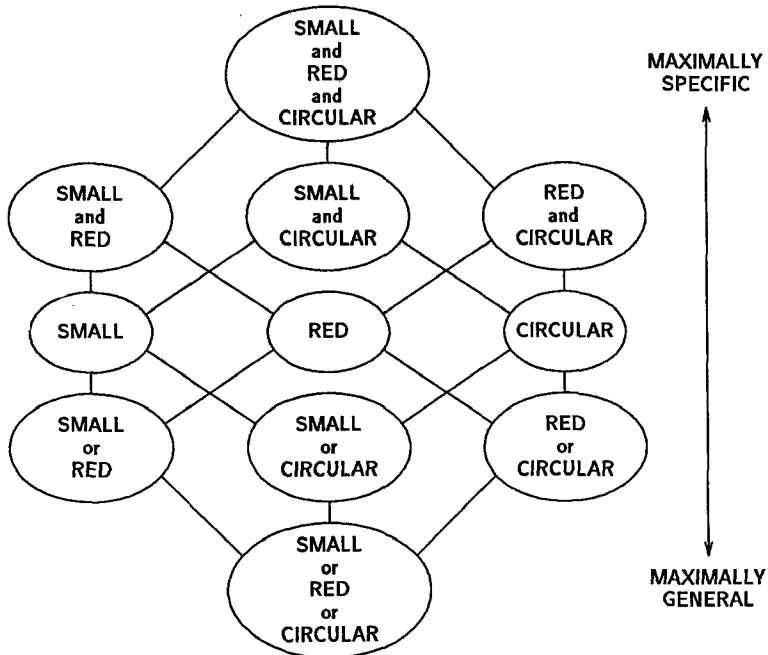 SMALL
and
RED
and
CIRCULAR
MAXIMALLY
SPECIFIC
SMALL
and
RED
SMALL
and
CIRCULAR
RED
and
CIRCULAR
SMALL
RED
CIRCULAR
SMALL
or
RED
SMALL
or
CIRCULAR
RED
or
CIRCULAR
SMALL
or
RED
or
CIRCULAR
MAXIMALLY
GENERAL